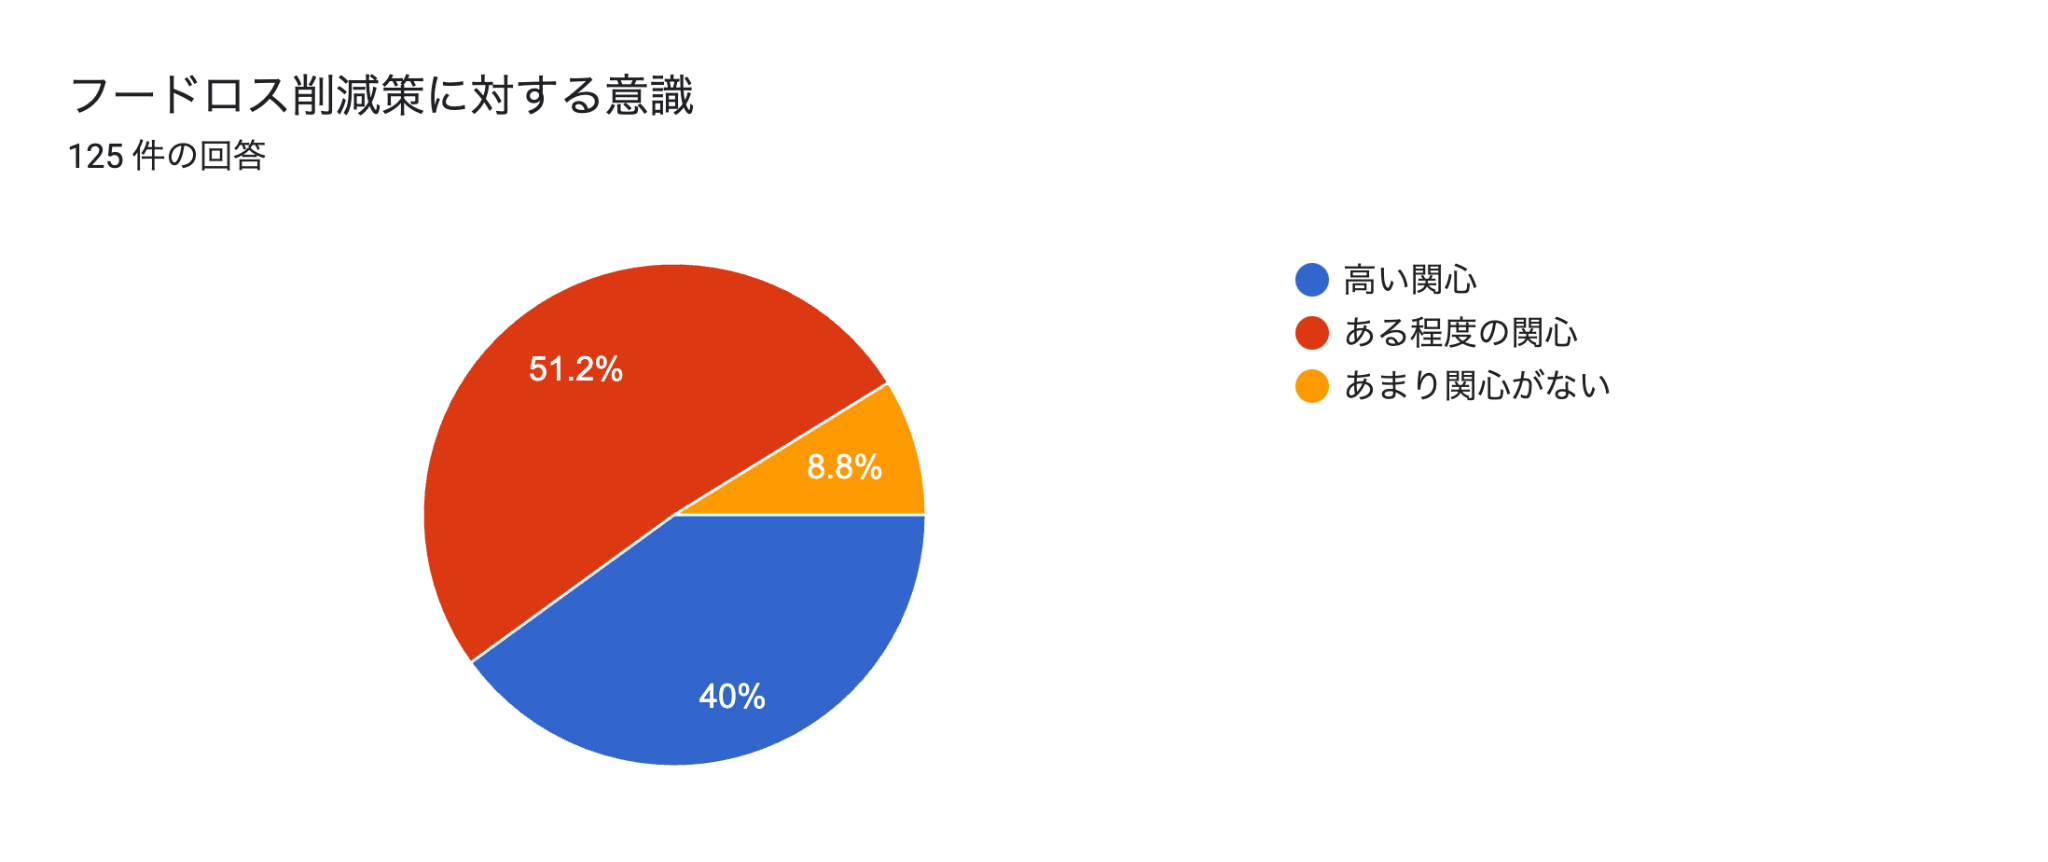 フードロス削減策に対する意識
125 件の回答
51.2%
8.8%
40%
高い関心
ある程度の関心
あまり関心がない